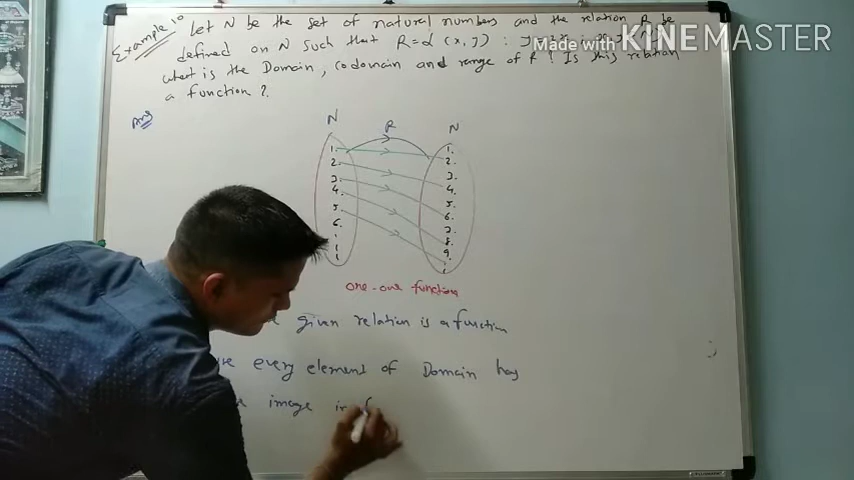 Example 10 Let N be the set of natural numbers and the relation R be
defined on N such that R={(x, y) : y=2x
Made with KINEMASTER
what is the Domain, codomain and range of R? Is this relation
a function?
Ans
N R N
1. 1.
2. 2.
3. 3.
4. 4.
5. 5.
6. 6.
7.
8.
9.
one-one function
given relation is a function
every element of Domain has
image in